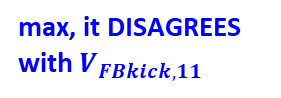 max, it DISAGREES
with V_FBkick,11